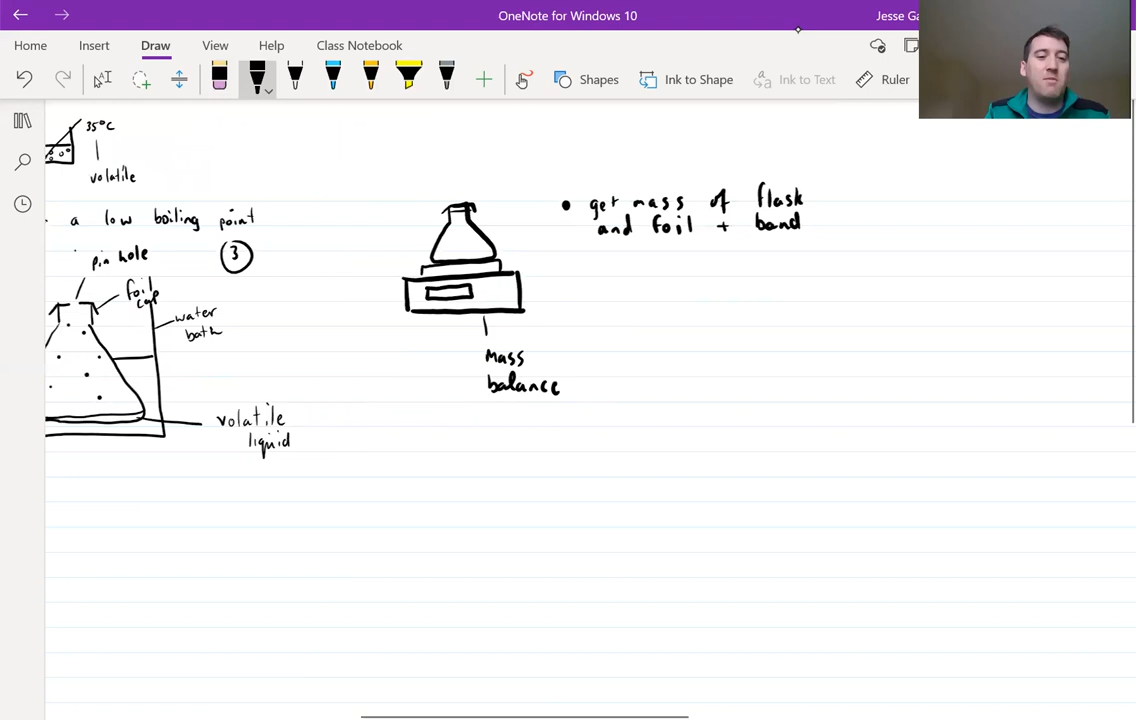 OneNote for Windows 10
Jesse Ga
Home Insert Draw View Help Class Notebook
Shapes Ink to Shape Ink to Text Ruler
35°C
volatile
a low boiling point
3
pin hole
foil
cap
water
bath
volatile
liquid
Mass
balance
• get mass of flask
and foil + band